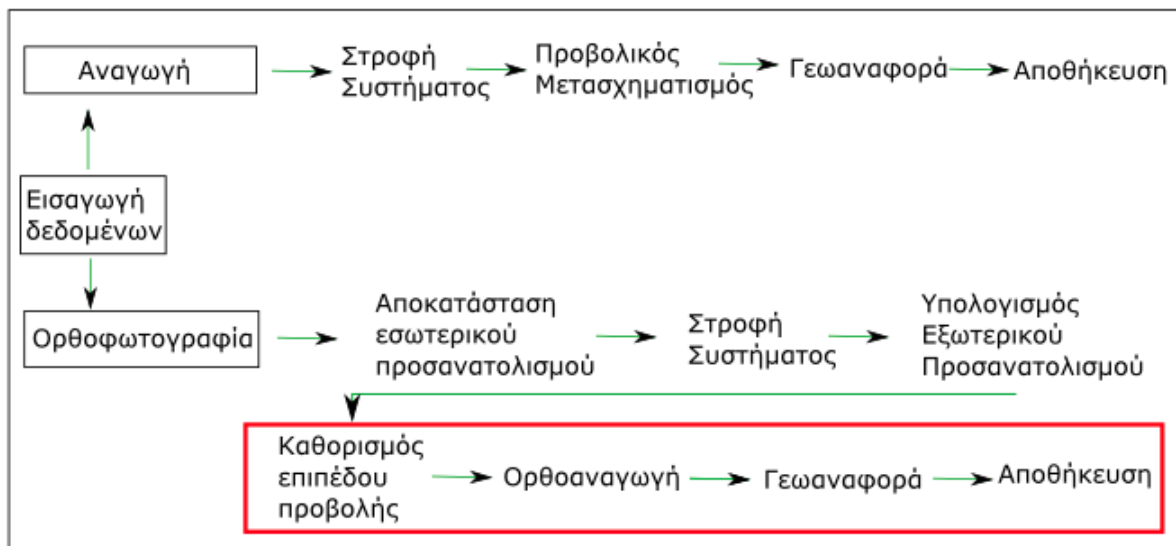 Αναγωγή
Στροφή
Συστήματος
Προβολικός
Μετασχηματισμός
Γεωαναφορά
Αποθήκευση
Εισαγωγή
δεδομένων
Ορθοφωτογραφία
Αποκατάσταση
εσωτερικού
προσανατολισμού
Στροφή
Συστήματος
Υπολογισμός
Εξωτερικού
Προσανατολισμού
Καθορισμός
επιπέδου
προβολής
Ορθοαναγωγή
Γεωαναφορά
Αποθήκευση